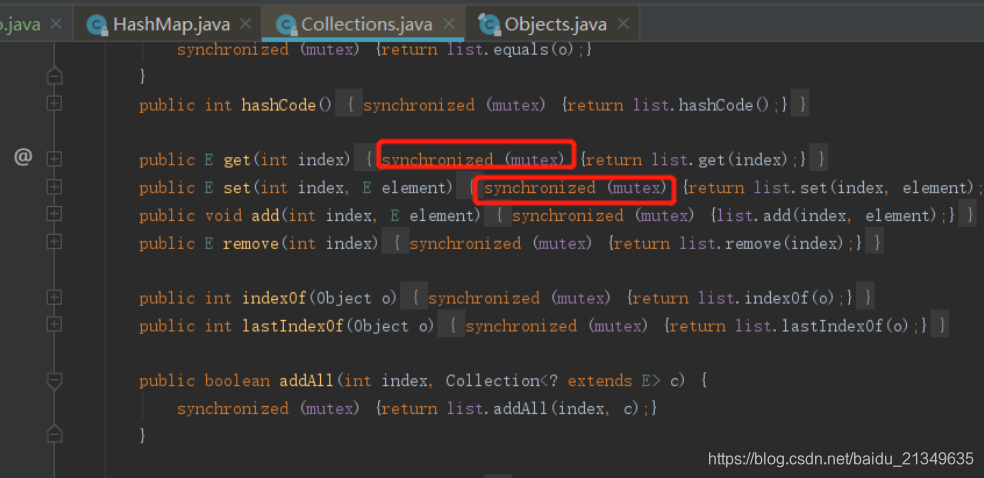 .java × HashMap.java × Collections.java × Objects.java ×
synchronized (mutex) {return list.equals(o);}
}
public int hashCode() { synchronized (mutex) {return list.hashCode();} }
@
public E get(int index) { synchronized (mutex) {return list.get(index);} }
public E set(int index, E element) { synchronized (mutex) {return list.set(index, element);
public void add(int index, E element) { synchronized (mutex) {list.add(index, element);} }
public E remove(int index) { synchronized (mutex) {return list.remove(index);} }
public int indexOf(Object o) { synchronized (mutex) {return list.indexOf(o);} }
public int lastIndexOf(Object o) { synchronized (mutex) {return list.lastIndexOf(o);} }
public boolean addAll(int index, Collection<? extends E> c) {
synchronized (mutex) {return list.addAll(index, c);}
}
https://blog.csdn.net/baidu_21349635